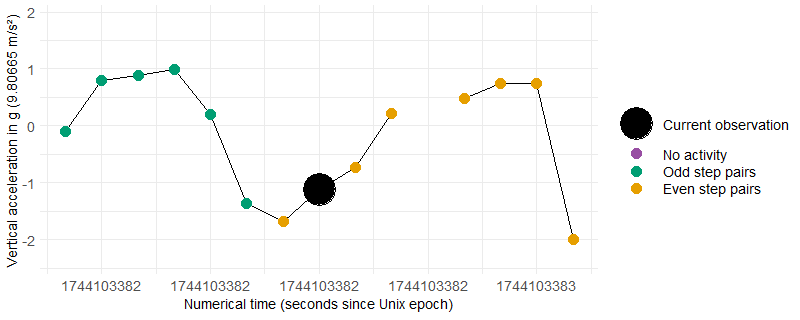 Vertical acceleration in g (9.80665 m/s²)
2
1
0
-1
-2
1744103382
1744103382
1744103382
1744103382
1744103383
Numerical time (seconds since Unix epoch)
Current observation
No activity
Odd step pairs
Even step pairs